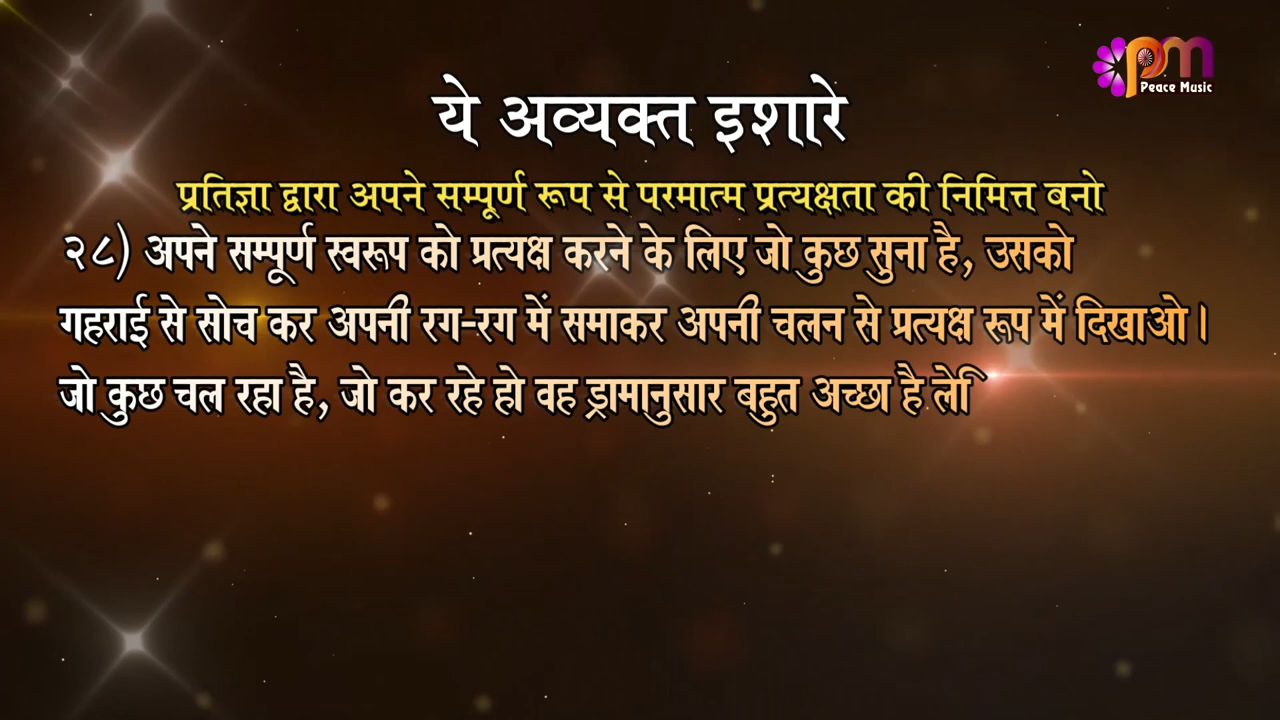 pm
Peace Music
ये अव्यक्त इशारे
प्रतिज्ञा द्वारा अपने सम्पूर्ण रूप से परमात्म प्रत्यक्षता की निमित्त बनो
२८) अपने सम्पूर्ण स्वरूप को प्रत्यक्ष करने के लिए जो कुछ सुना है, उसको
गहराई से सोच कर अपनी रग-रग में समाकर अपनी चलन से प्रत्यक्ष रूप में दिखाओ।
जो कुछ चल रहा है, जो कर रहे हो वह ड्रामानुसार बहुत अच्छा है लेि